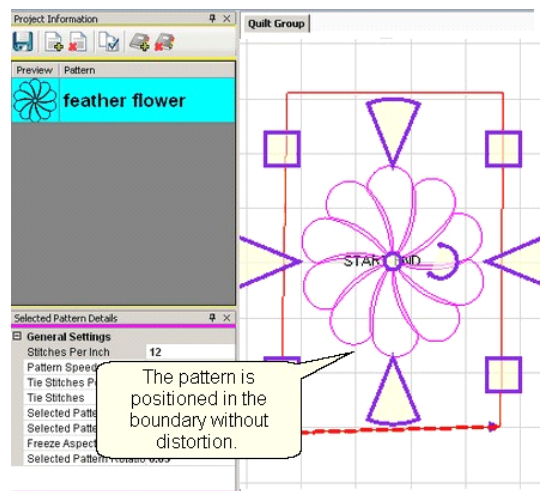 Project Information
Quilt Group
Preview Pattern
feather flower
START END
Selected Pattern Details
General Settings
Stitches Per Inch 12
Pattern Speed
Tie Stitches
Tie Stitches
Selected
Selected
Freeze Aspect
Selected Pattern
The pattern is
positioned in the
boundary without
distortion.